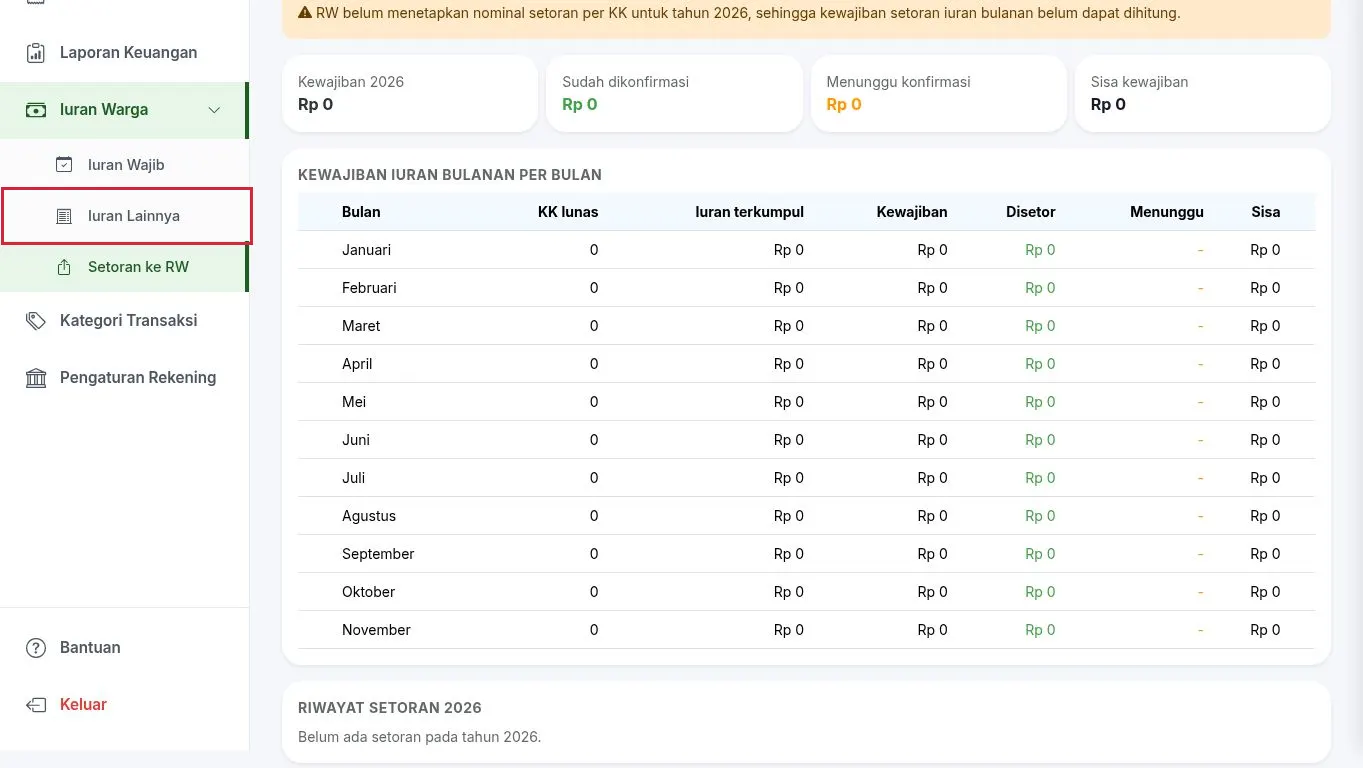 RW belum menetapkan nominal setoran per KK untuk tahun 2026, sehingga kewajiban setoran iuran bulanan belum dapat dihitung.
Laporan Keuangan
Iuran Warga
Iuran Wajib
Iuran Lainnya
Setoran ke RW
Kategori Transaksi
Pengaturan Rekening
Bantuan
Keluar
Kewajiban 2026
Rp 0
Sudah dikonfirmasi
Rp 0
Menunggu konfirmasi
Rp 0
Sisa kewajiban
Rp 0
KEWAJIBAN IURAN BULANAN PER BULAN
Bulan KK lunas Iuran terkumpul Kewajiban Disetor Menunggu Sisa
Januari 0 Rp 0 Rp 0 Rp 0 - Rp 0
Februari 0 Rp 0 Rp 0 Rp 0 - Rp 0
Maret 0 Rp 0 Rp 0 Rp 0 - Rp 0
April 0 Rp 0 Rp 0 Rp 0 - Rp 0
Mei 0 Rp 0 Rp 0 Rp 0 - Rp 0
Juni 0 Rp 0 Rp 0 Rp 0 - Rp 0
Juli 0 Rp 0 Rp 0 Rp 0 - Rp 0
Agustus 0 Rp 0 Rp 0 Rp 0 - Rp 0
September 0 Rp 0 Rp 0 Rp 0 - Rp 0
Oktober 0 Rp 0 Rp 0 Rp 0 - Rp 0
November 0 Rp 0 Rp 0 Rp 0 - Rp 0
RIWAYAT SETORAN 2026
Belum ada setoran pada tahun 2026.